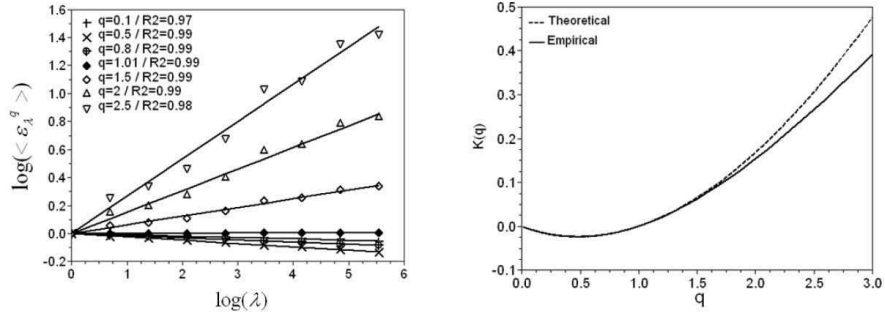 1.6
1.4
1.2
1.0
0.8
0.6
0.4
0.2
0.0
-0.2
0 1 2 3 4 5 6
log(< ε_λ^q >)
log(λ)
q=0.1 / R2=0.97
q=0.5 / R2=0.99
q=0.8 / R2=0.99
q=1.01 / R2=0.99
q=1.5 / R2=0.99
q=2 / R2=0.99
q=2.5 / R2=0.98
0.5
0.4
0.3
0.2
0.1
0.0
-0.1
0.0 0.5 1.0 1.5 2.0 2.5 3.0
K(q)
q
Theoretical
Empirical